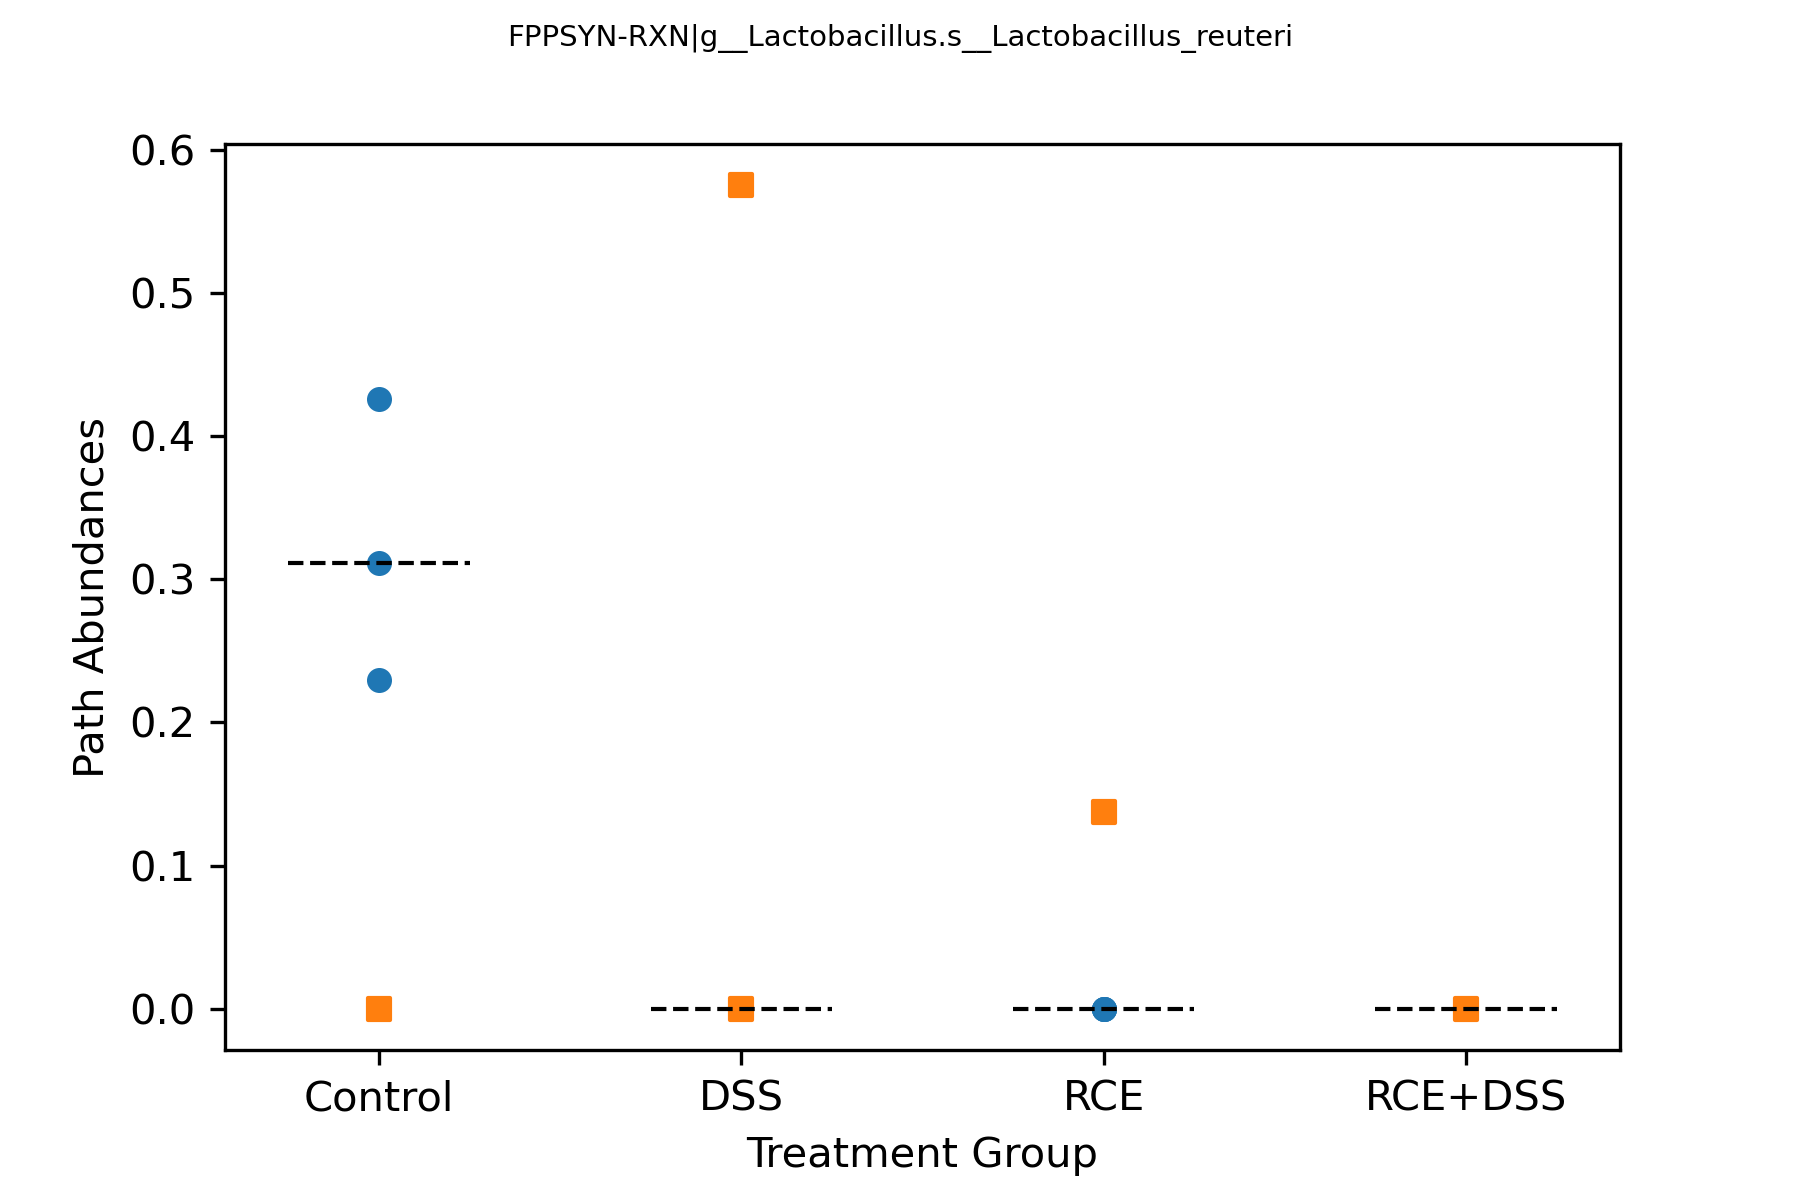 FPPSYN-RXN|g__Lactobacillus.s__Lactobacillus_reuteri
0.6
0.5
0.4
0.3
0.2
0.1
0.0
Path Abundances
Control DSS RCE RCE+DSS
Treatment Group